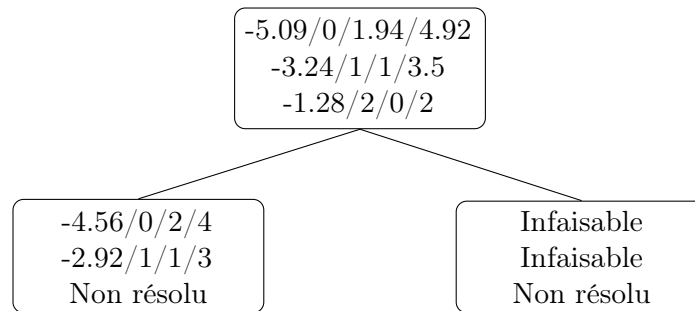 -5.09/0/1.94/4.92
-3.24/1/1/3.5
-1.28/2/0/2
-4.56/0/2/4
-2.92/1/1/3
Non résolu
Infaisable
Infaisable
Non résolu